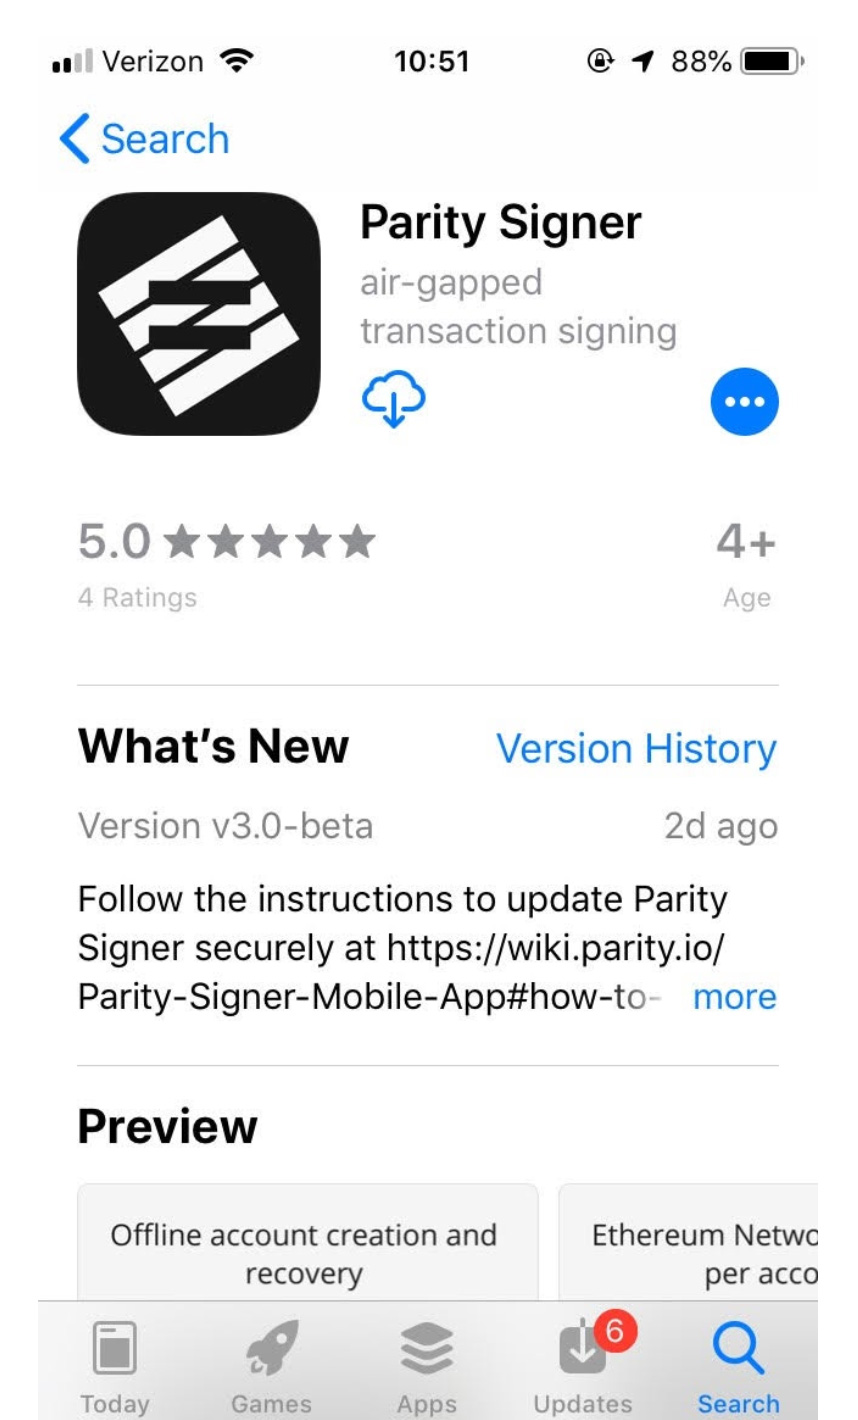 Verizon 10:51 88%
Search
Parity Signer
air-gapped
transaction signing
5.0 4+
4 Ratings Age
What's New Version History
Version v3.0-beta 2d ago
Follow the instructions to update Parity
Signer securely at https://wiki.parity.io/
Parity-Signer-Mobile-App#how-to- more
Preview
Offline account creation and
recovery
Ethereum Netwo
per acco
6
Today Games Apps Updates Search